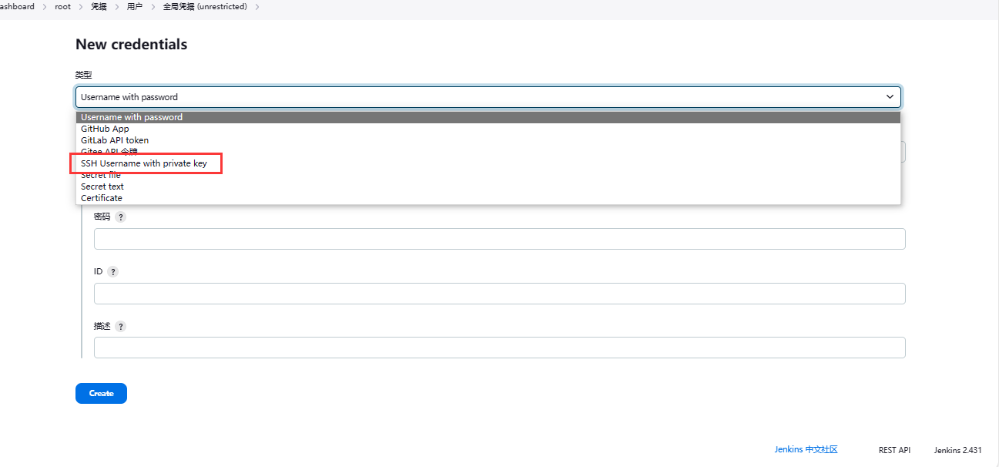 ashboard > root > 凭据 > 用户 > 全局凭据 (unrestricted) >
New credentials
类型
Username with password
Username with password
GitHub App
GitLab API token
Gitee API 令牌
SSH Username with private key
Secret file
Secret text
Certificate
密码 ?
ID ?
描述 ?
Create
Jenkins 中文社区 REST API Jenkins 2.431